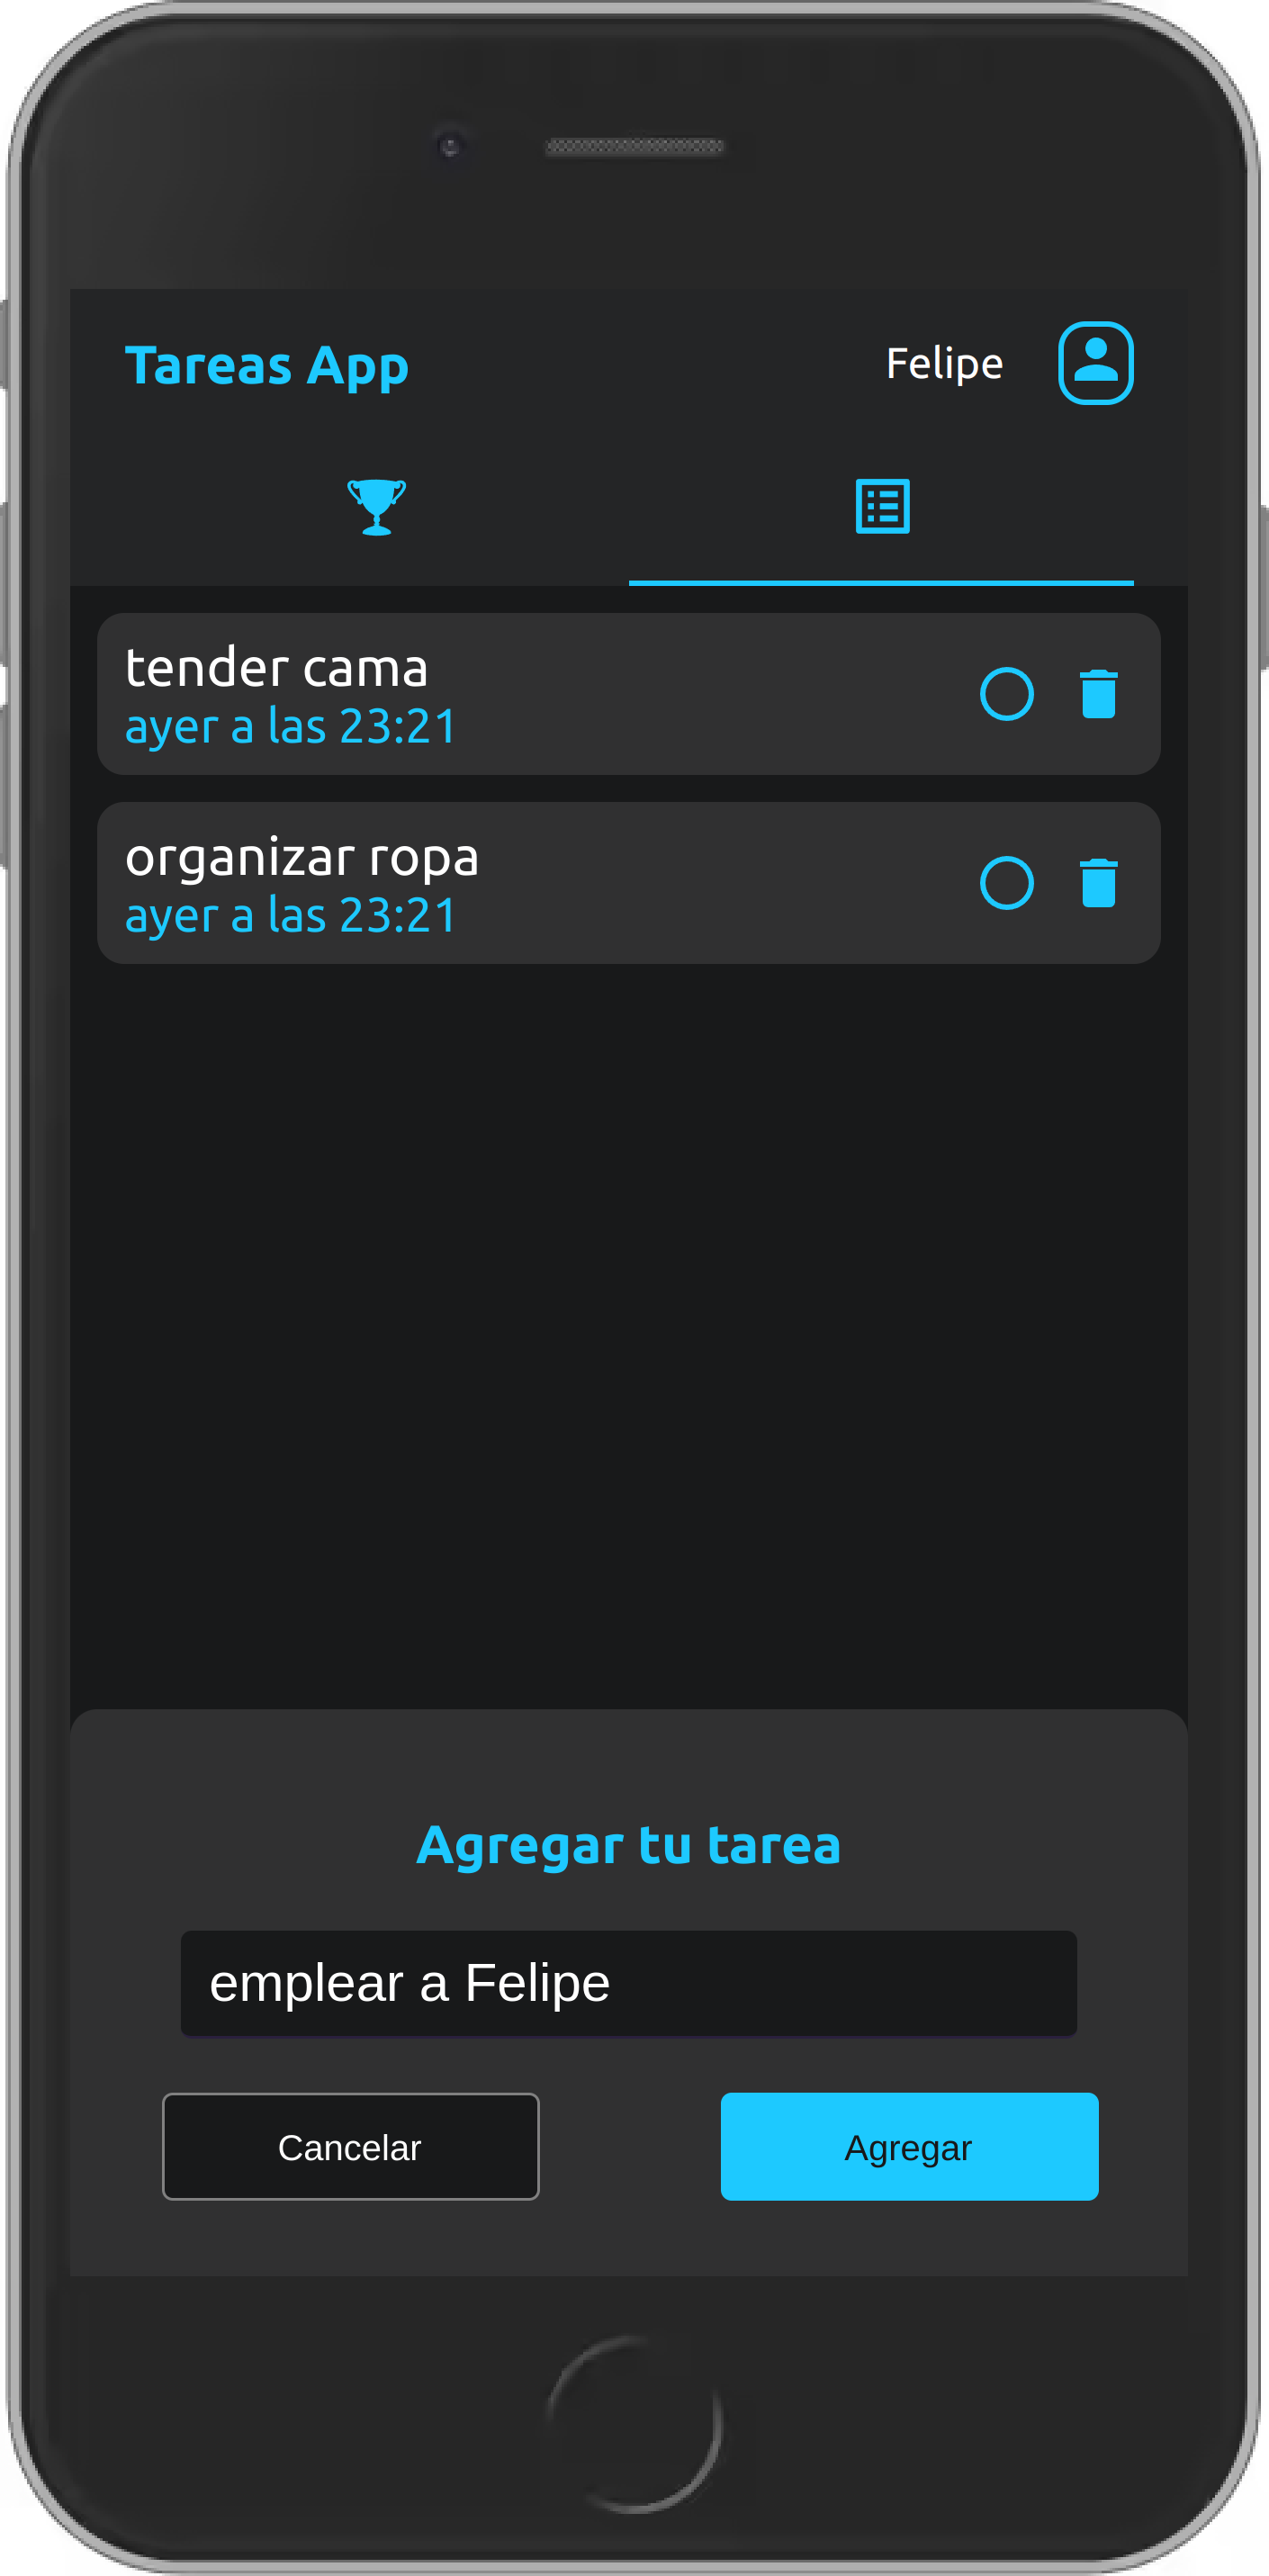 Tareas App
Felipe
tender cama
ayer a las 23:21
organizar ropa
ayer a las 23:21
Agregar tu tarea
emplear a Felipe
Cancelar
Agregar